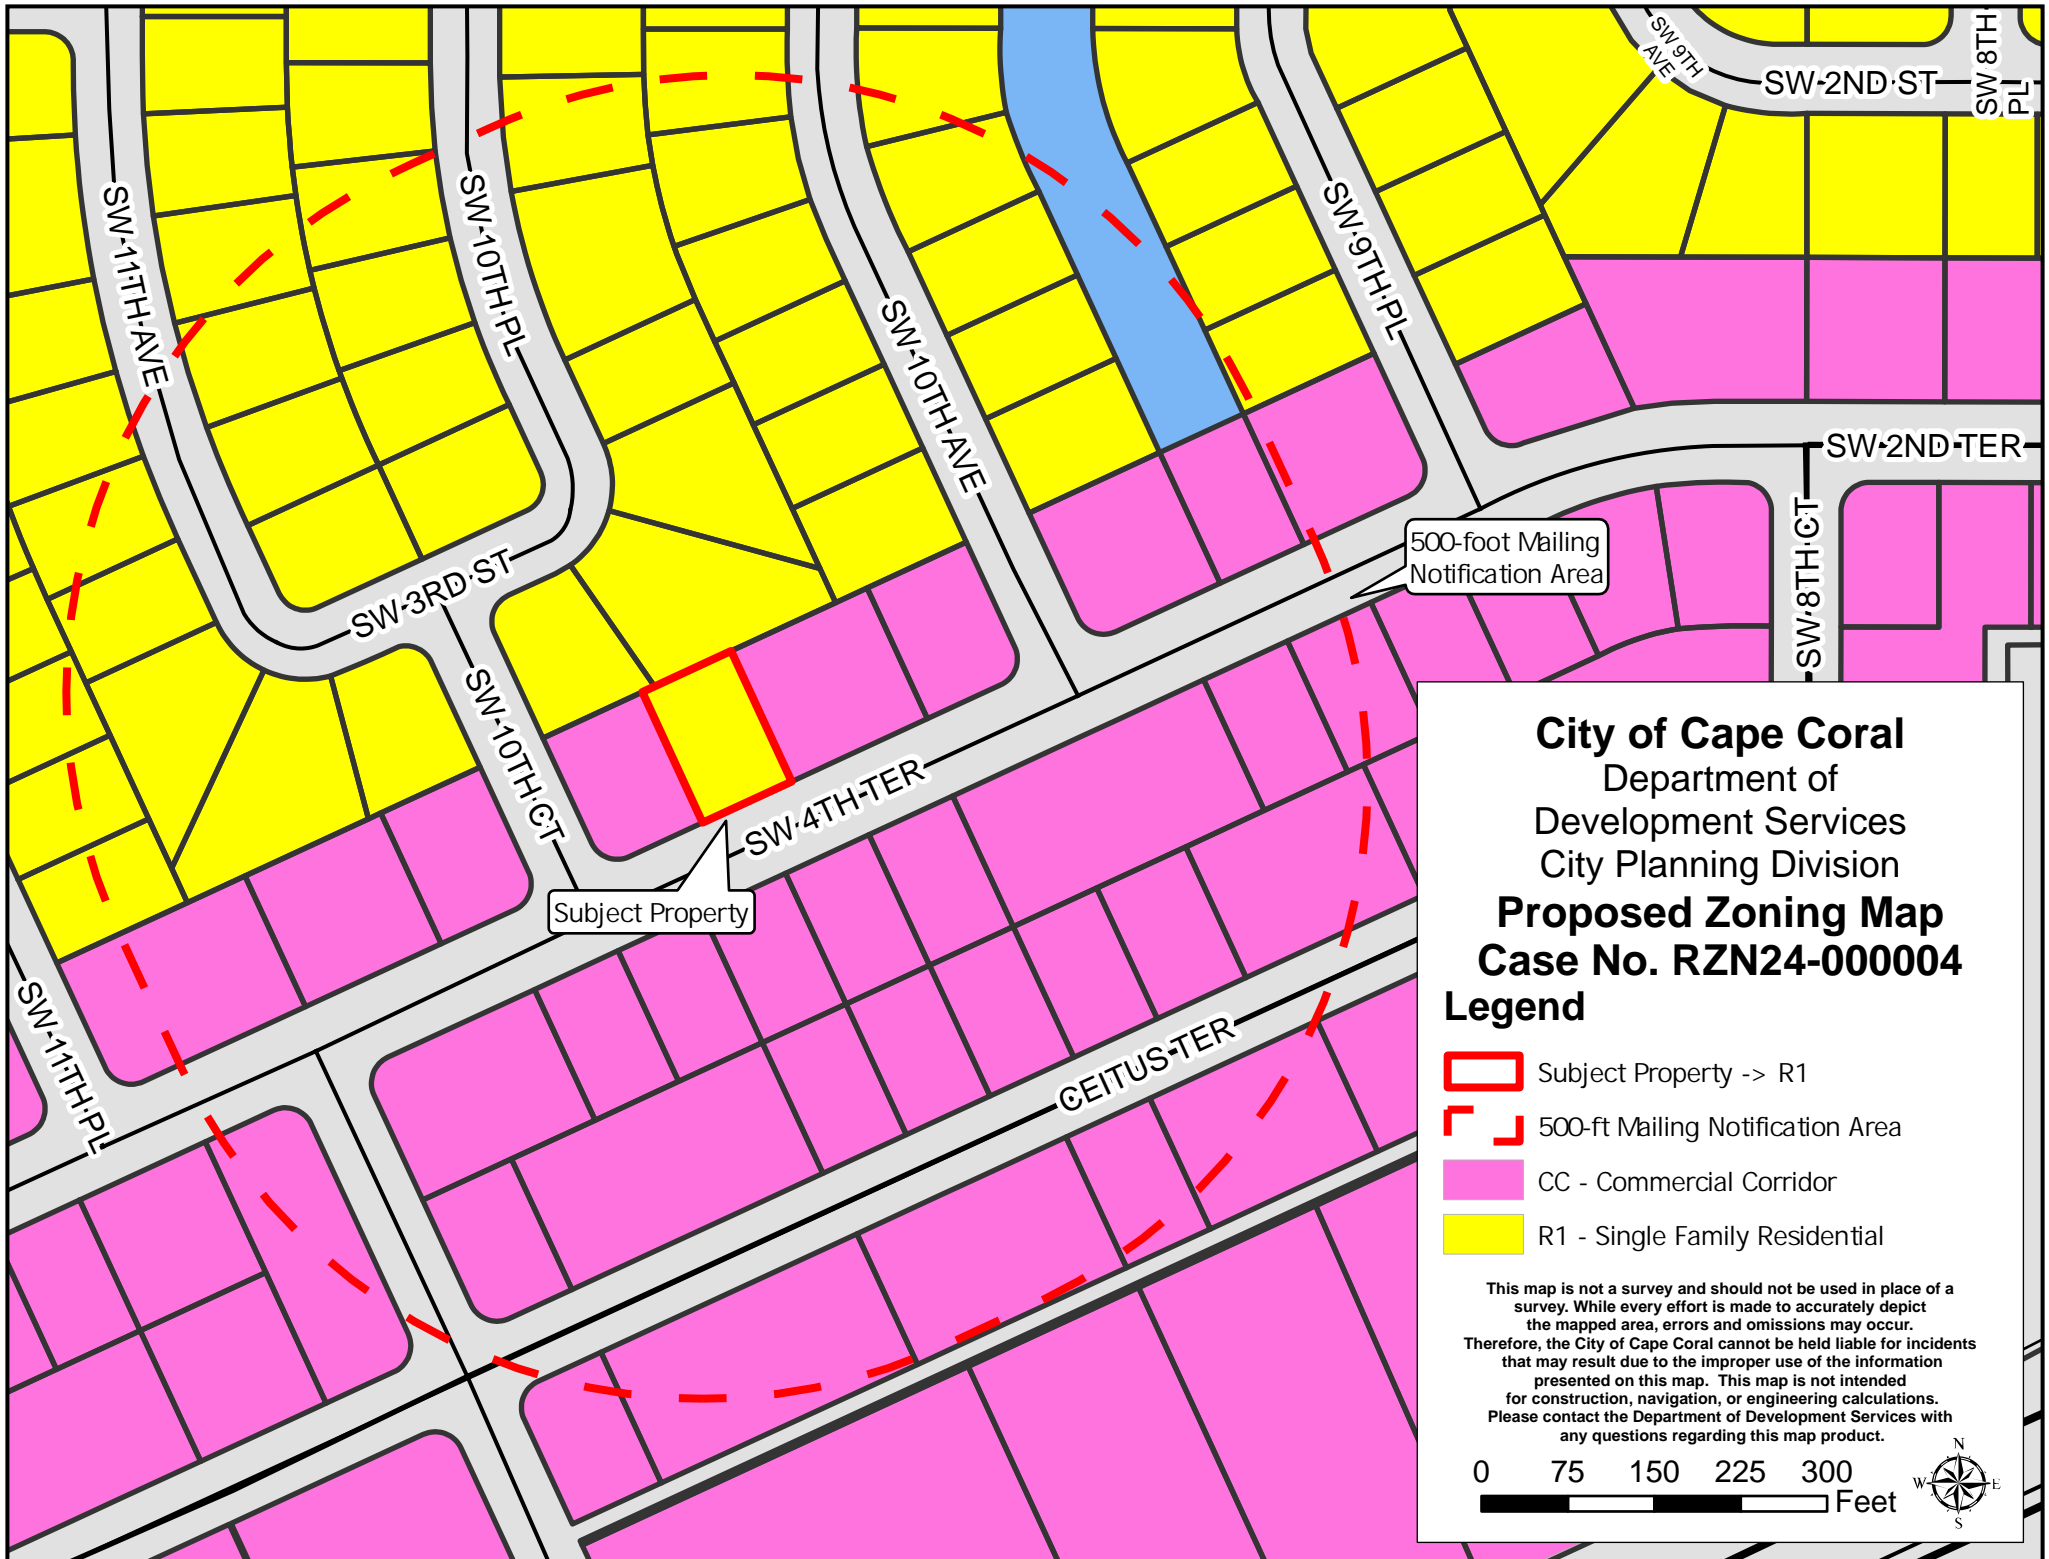 SW 9TH
AVE
SW 8TH
PL
SW 2ND ST
SW 11TH AVE
SW 10TH PL
SW 10TH AVE
SW 9TH PL
SW 2ND TER
SW 8TH CT
500-foot Mailing
Notification Area
SW 3RD ST
SW 10TH CT
SW 4TH TER
Subject Property
SW 11TH PL
CEITUS TER
City of Cape Coral
Department of
Development Services
City Planning Division
Proposed Zoning Map
Case No. RZN24-000004
Legend
Subject Property -> R1
500-ft Mailing Notification Area
CC - Commercial Corridor
R1 - Single Family Residential
This map is not a survey and should not be used in place of a
survey. While every effort is made to accurately depict
the mapped area, errors and omissions may occur.
Therefore, the City of Cape Coral cannot be held liable for incidents
that may result due to the improper use of the information
presented on this map. This map is not intended
for construction, navigation, or engineering calculations.
Please contact the Department of Development Services with
any questions regarding this map product.
0 75 150 225 300
Feet
N
W E
S